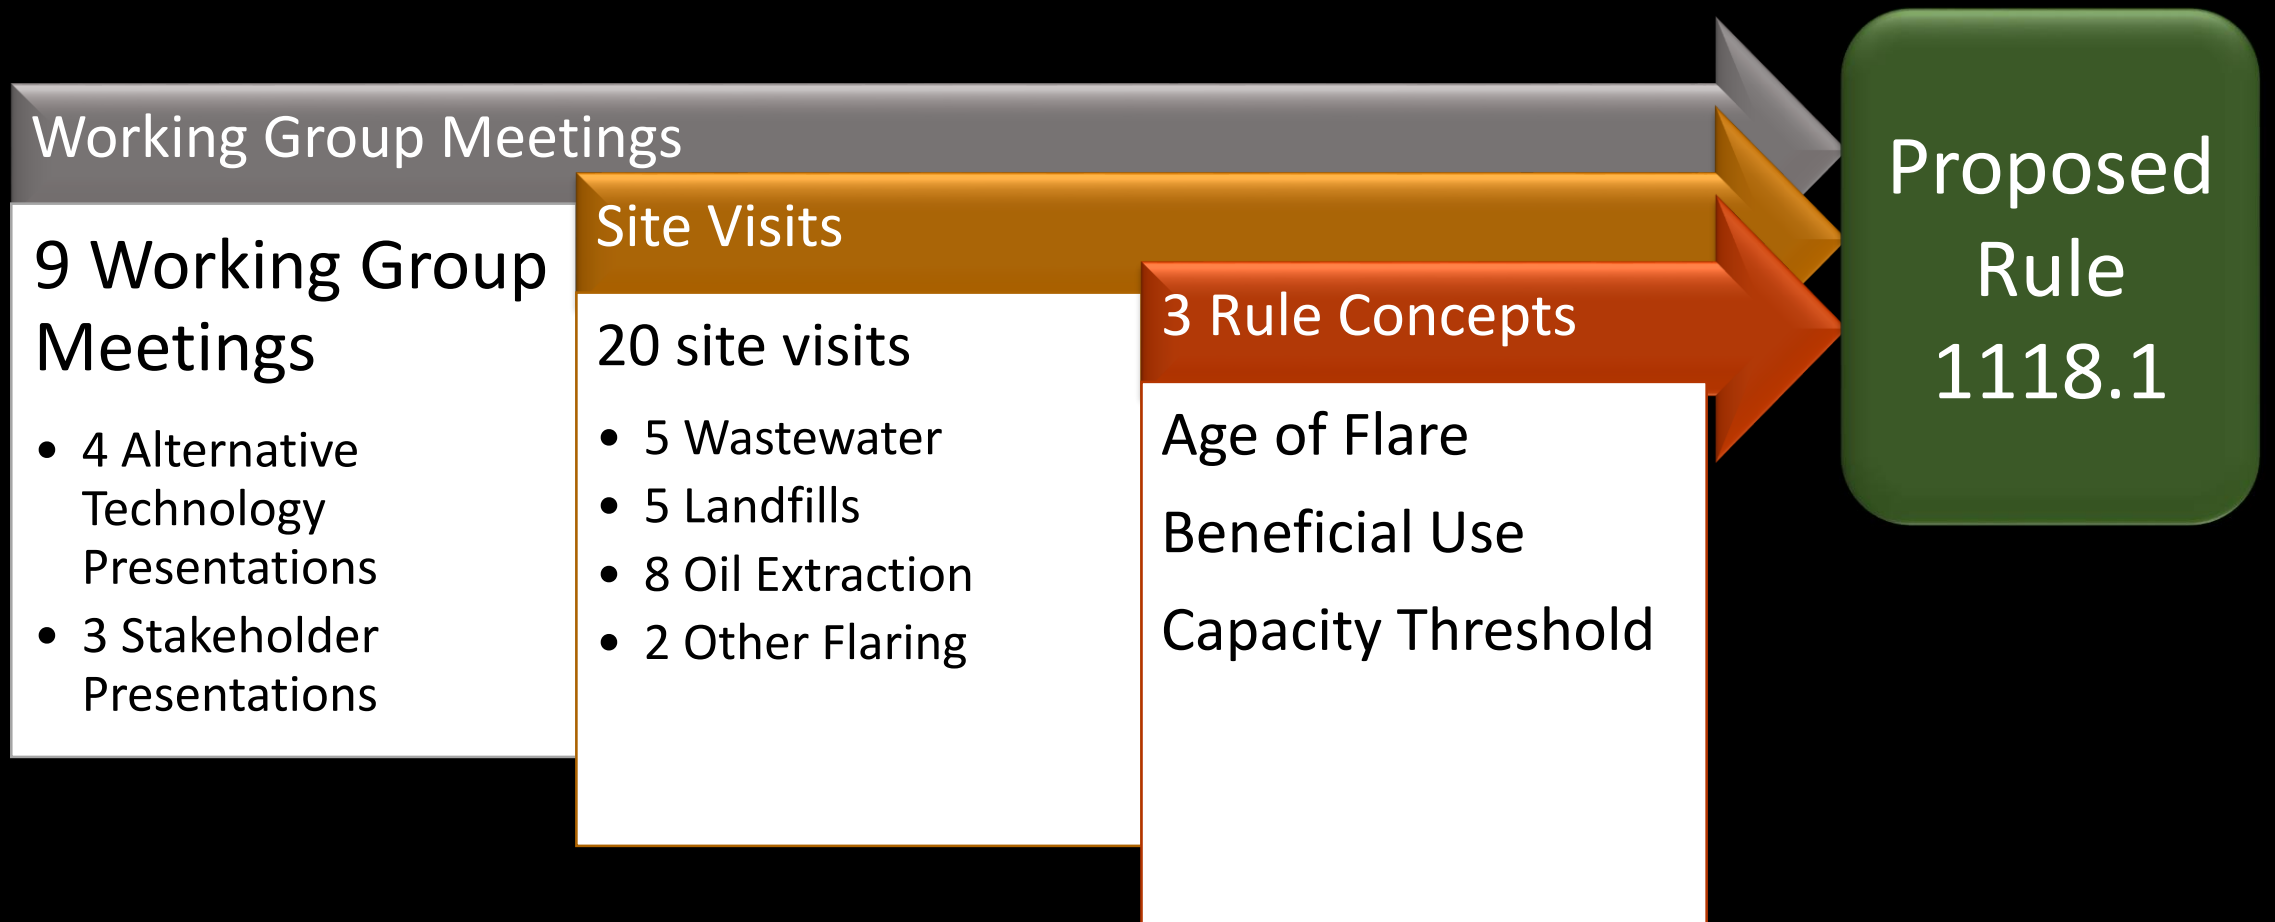 Working Group Meetings
9 Working Group
Meetings
• 4 Alternative
Technology
Presentations
• 3 Stakeholder
Presentations
Site Visits
20 site visits
• 5 Wastewater
• 5 Landfills
• 8 Oil Extraction
• 2 Other Flaring
3 Rule Concepts
Age of Flare
Beneficial Use
Capacity Threshold
Proposed
Rule
1118.1